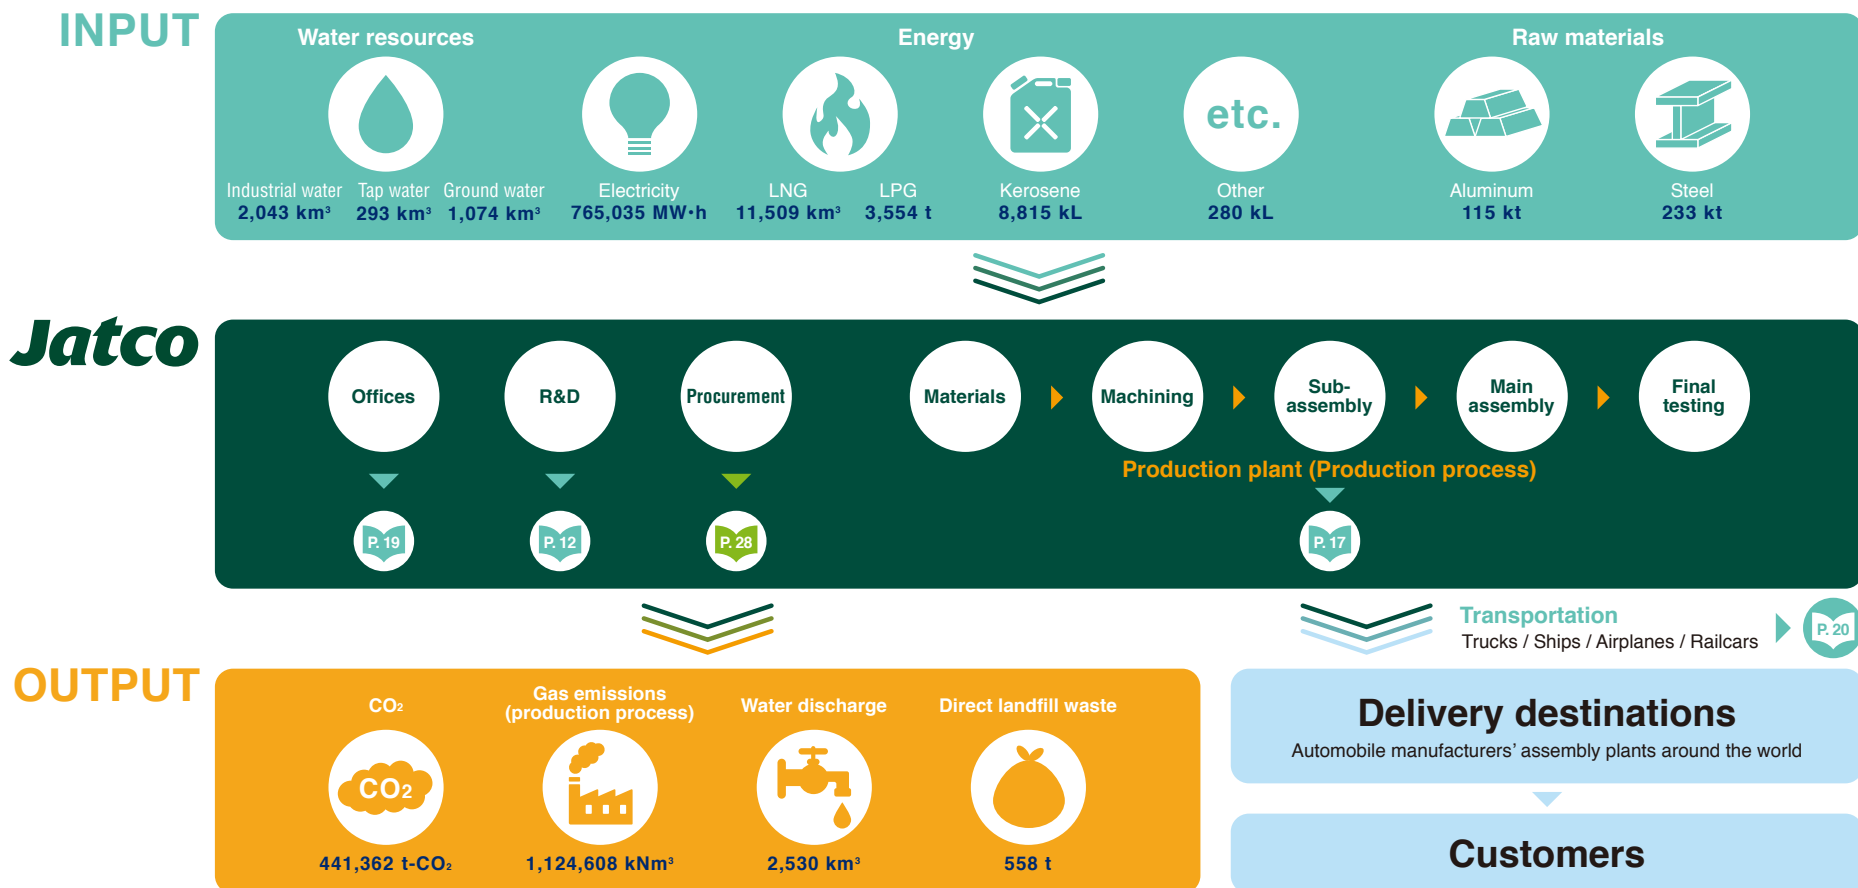 INPUT
Water resources
Energy
Raw materials
etc.
Industrial water
Tap water
Ground water
Electricity
LNG
LPG
Kerosene
Other
Aluminum
Steel
2,043 km³
293 km³
1,074 km³
765,035 MW·h
11,509 km³
3,554 t
8,815 kL
280 kL
115 kt
233 kt
Jatco
Offices
R&D
Procurement
Materials
Machining
Sub-
assembly
Main
assembly
Final
testing
Production plant (Production process)
P. 19
P. 12
P. 28
P. 17
Transportation
Trucks / Ships / Airplanes / Railcars
P. 20
OUTPUT
CO₂
Gas emissions
(production process)
Water discharge
Direct landfill waste
CO₂
441,362 t-CO₂
1,124,608 kNm³
2,530 km³
558 t
Delivery destinations
Automobile manufacturers' assembly plants around the world
Customers